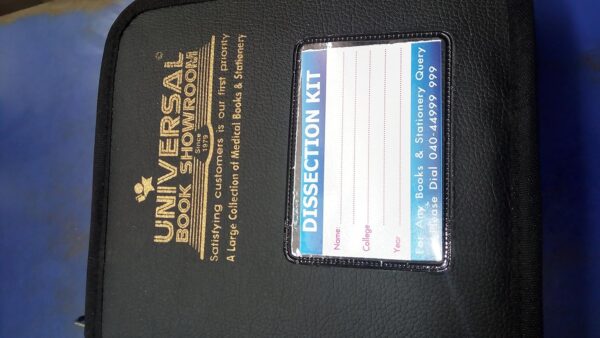 UNIVERSAL
BOOK SHOWROOM
Since
1979
Satisfying customers is our first priority
A Large Collection of Medical Books & Stationery
DISSECTION KIT
Name:
College
Year
For Any Books & Stationery Query
Please Dial 040-44999 999